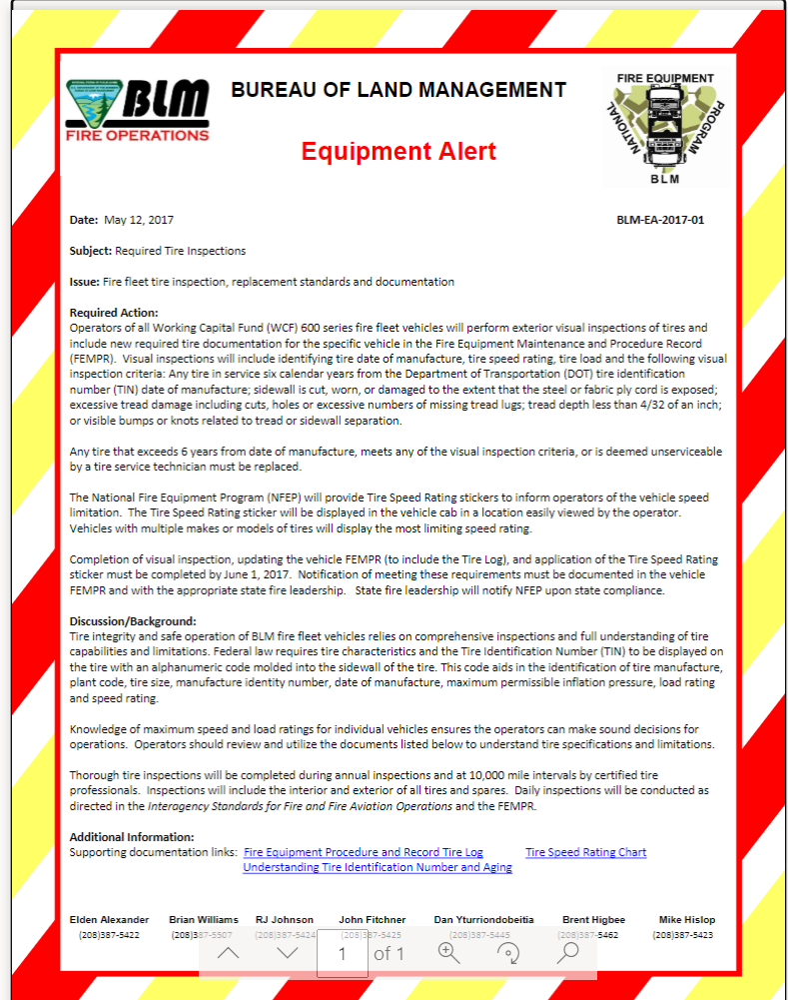 BLM
FIRE OPERATIONS
BUREAU OF LAND MANAGEMENT
Equipment Alert
FIRE EQUIPMENT
NATIONAL
PROGRAM
BLM
Date: May 12, 2017
BLM-EA-2017-01
Subject: Required Tire Inspections
Issue: Fire fleet tire inspection, replacement standards and documentation
Required Action:
Operators of all Working Capital Fund (WCF) 600 series fire fleet vehicles will perform exterior visual inspections of tires and
include new required tire documentation for the specific vehicle in the Fire Equipment Maintenance and Procedure Record
(FEMPR). Visual inspections will include identifying tire date of manufacture, tire speed rating, tire load and the following visual
inspection criteria: Any tire in service six calendar years from the Department of Transportation (DOT) tire identification
number (TIN) date of manufacture; sidewall is cut, worn, or damaged to the extent that the steel or fabric ply cord is exposed;
excessive tread damage including cuts, holes or excessive numbers of missing tread lugs; tread depth less than 4/32 of an inch;
or visible bumps or knots related to tread or sidewall separation.
Any tire that exceeds 6 years from date of manufacture, meets any of the visual inspection criteria, or is deemed unserviceable
by a tire service technician must be replaced.
The National Fire Equipment Program (NFEP) will provide Tire Speed Rating stickers to inform operators of the vehicle speed
limitation. The Tire Speed Rating sticker will be displayed in the vehicle cab in a location easily viewed by the operator.
Vehicles with multiple makes or models of tires will display the most limiting speed rating.
Completion of visual inspection, updating the vehicle FEMPR (to include the Tire Log), and application of the Tire Speed Rating
sticker must be completed by June 1, 2017. Notification of meeting these requirements must be documented in the vehicle
FEMPR and with the appropriate state fire leadership. State fire leadership will notify NFEP upon state compliance.
Discussion/Background:
Tire integrity and safe operation of BLM fire fleet vehicles relies on comprehensive inspections and full understanding of tire
capabilities and limitations. Federal law requires tire characteristics and the Tire Identification Number (TIN) to be displayed on
the tire with an alphanumeric code molded into the sidewall of the tire. This code aids in the identification of tire manufacture,
plant code, tire size, manufacture identity number, date of manufacture, maximum permissible inflation pressure, load rating
and speed rating.
Knowledge of maximum speed and load ratings for individual vehicles ensures the operators can make sound decisions for
operations. Operators should review and utilize the documents listed below to understand tire specifications and limitations.
Thorough tire inspections will be completed during annual inspections and at 10,000 mile intervals by certified tire
professionals. Inspections will include the interior and exterior of all tires and spares. Daily inspections will be conducted as
directed in the Interagency Standards for Fire and Fire Aviation Operations and the FEMPR.
Additional Information:
Supporting documentation links: Fire Equipment Procedure and Record Tire Log Tire Speed Rating Chart
Understanding Tire Identification Number and Aging
Elden Alexander Brian Williams RJ Johnson John Fitchner Dan Yturriondobeitia Brent Higbee Mike Hislop
(208)387-5422 (208)387-5507 (208)387-5424 (208)387-5425 (208)387-5445 (208)387-5462 (208)387-5423
1 of 1